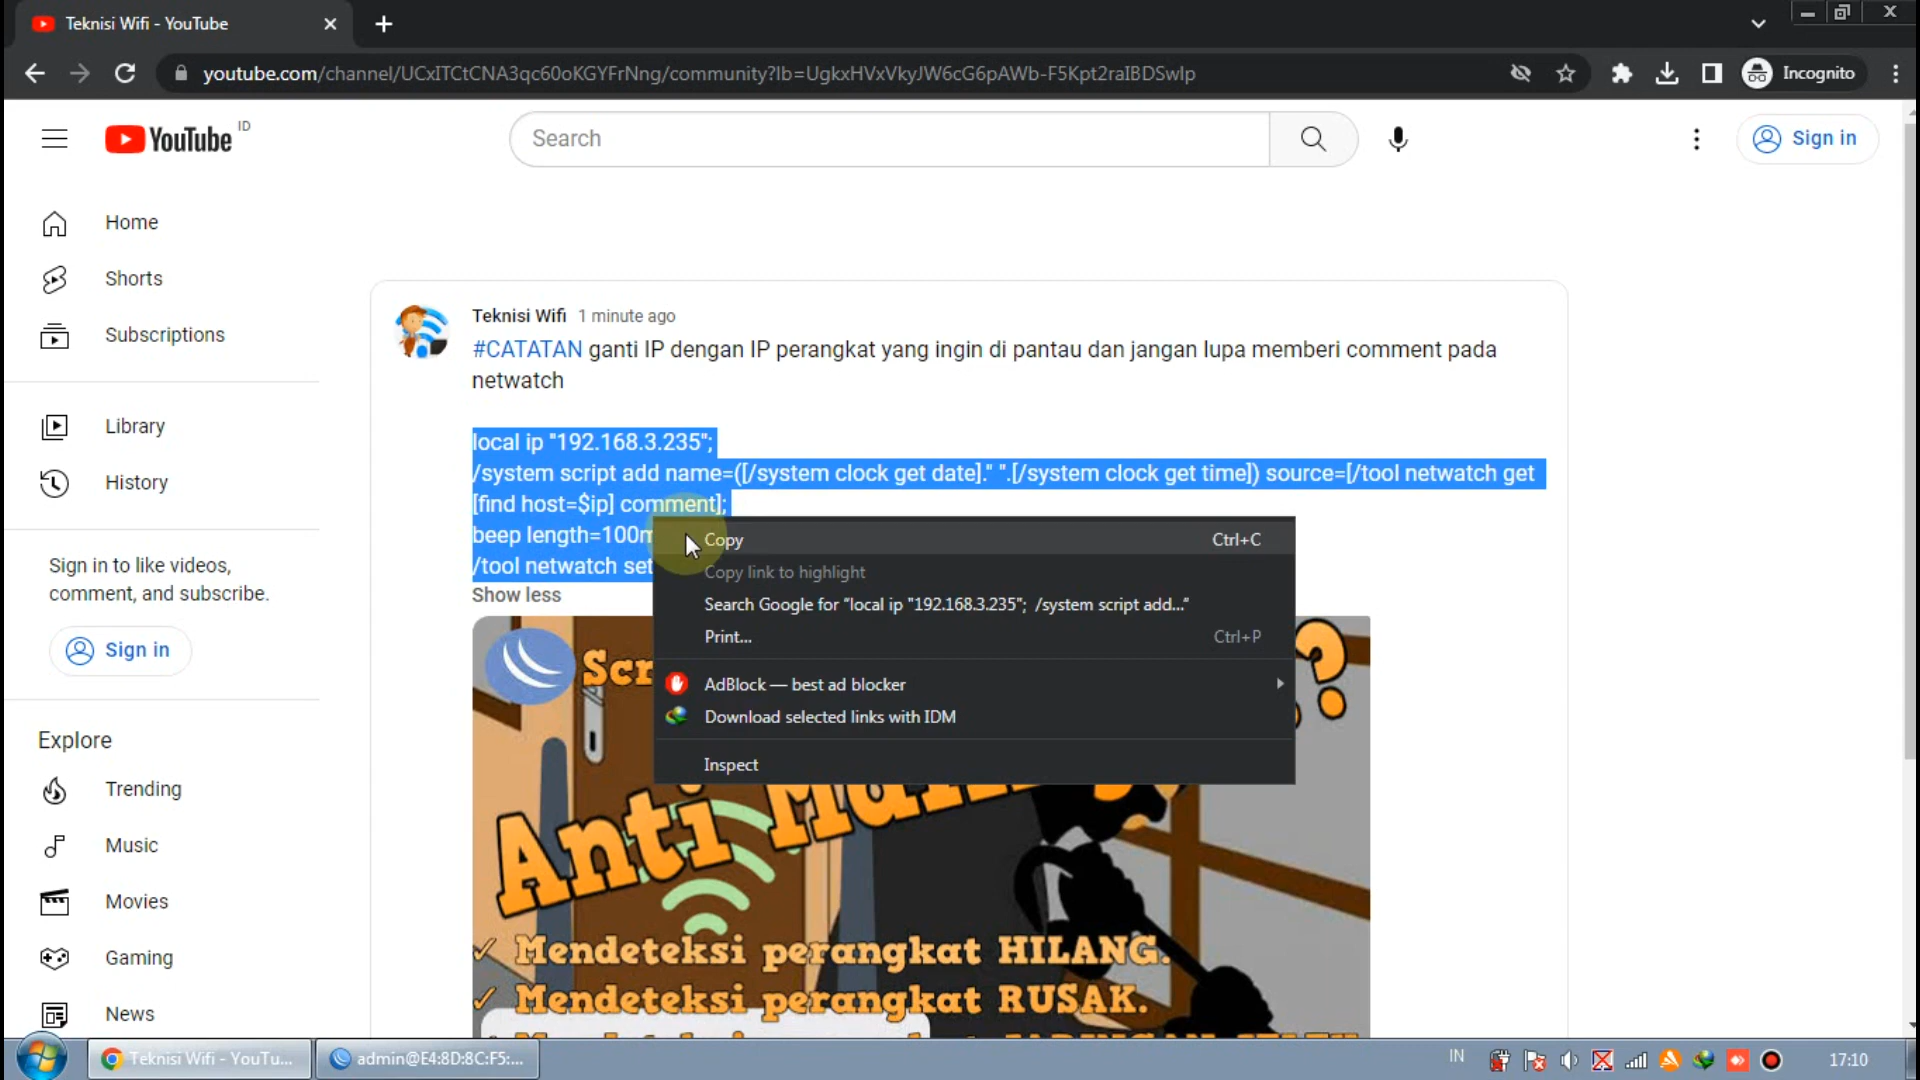 Teknisi Wifi - YouTube
youtube.com/channel/UCxITCtCNA3qc60oKGYFrNng/community?lb=UgkxHVxVkyJW6cG6pAWb-F5Kpt2raIBDSwlp
Incognito
YouTube ID
Search
Sign in
Home
Shorts
Subscriptions
Library
History
Sign in to like videos,
comment, and subscribe.
Sign in
Explore
Trending
Music
Movies
Gaming
News
Teknisi Wifi 1 minute ago
#CATATAN ganti IP dengan IP perangkat yang ingin di pantau dan jangan lupa memberi comment pada
netwatch
local ip "192.168.3.235";
/system script add name=([/system clock get date]." ".[/system clock get time]) source=[/tool netwatch get
[find host=$ip] comment];
beep length=100m
/tool netwatch set
Show less
Copy Ctrl+C
Copy link to highlight
Search Google for “local ip "192.168.3.235"; /system script add...”
Print... Ctrl+P
AdBlock — best ad blocker
Download selected links with IDM
Inspect
Scr ?
Anti
✓ Mendeteksi perangkat HILANG.
✓ Mendeteksi perangkat RUSAK.
Teknisi Wifi - YouTu...
admin@E4:8D:8C:F5:...
IN
17:10